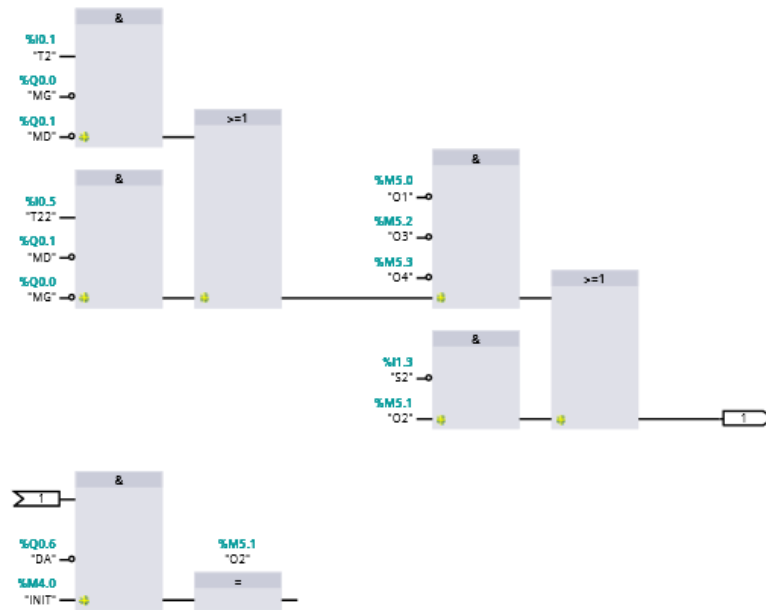 &
%I0.1
"T2"
%Q0.0
"MG"
%Q0.1
"MD"
>=1
&
%I0.5
"T22"
%Q0.1
"MD"
%Q0.0
"MG"
&
%M5.0
"O1"
%M5.2
"O3"
%M5.3
"O4"
>=1
&
%I1.3
"S2"
%M5.1
"O2"
1
&
1
%Q0.6
"DA"
%M4.0
"INIT"
%M5.1
"O2"
=